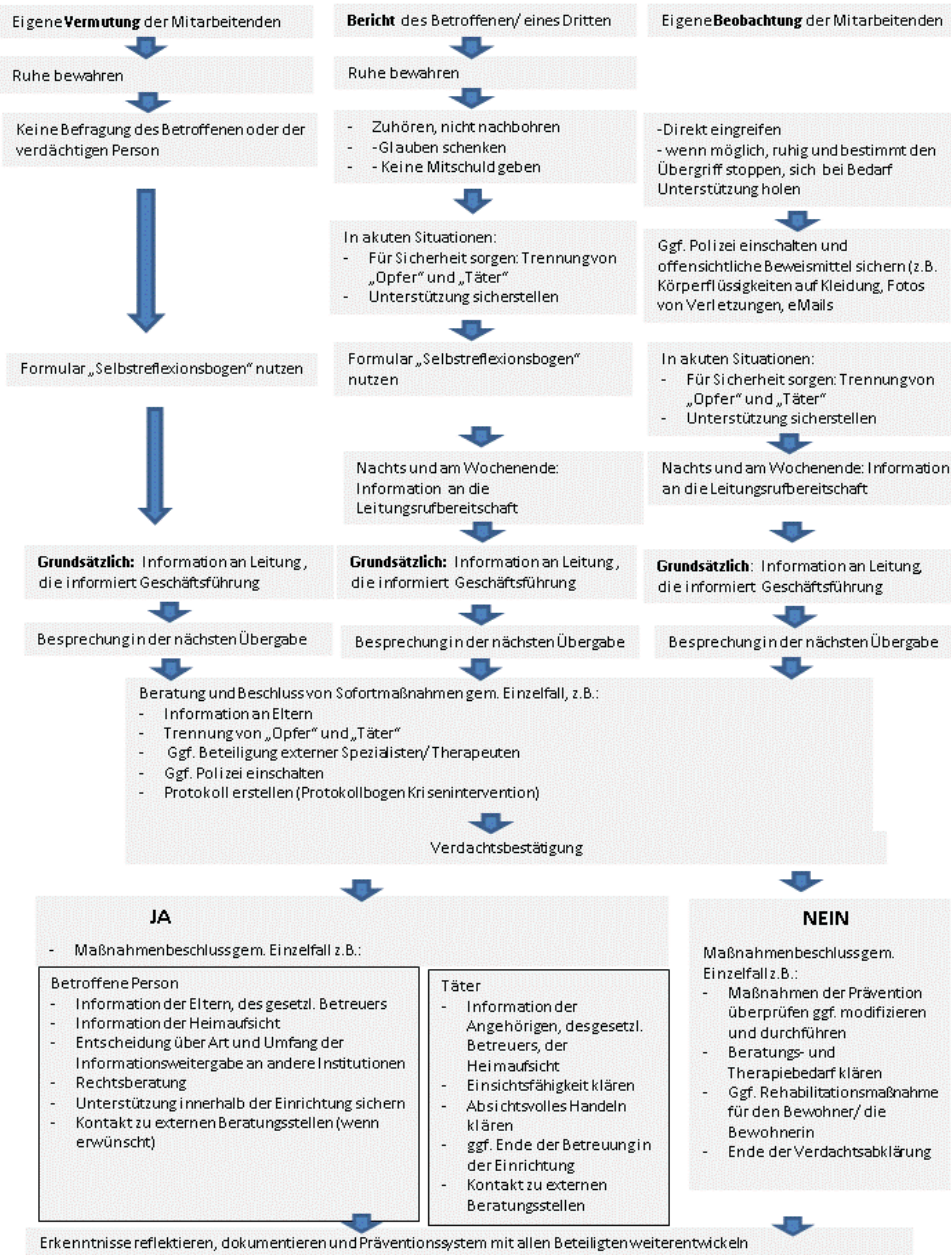 Eigene Vermutung der Mitarbeitenden
Ruhe bewahren
Keine Befragung des Betroffenen oder der
verdächtigen Person
Formular „Selbstreflexionsbogen“ nutzen
Grundsätzlich: Information an Leitung,
die informiert Geschäftsführung
Besprechung in der nächsten Übergabe
Bericht des Betroffenen/ eines Dritten
Ruhe bewahren
- Zuhören, nicht nachbohren
- -Glauben schenken
- - Keine Mitschuld geben
In akuten Situationen:
- Für Sicherheit sorgen: Trennung von
„Opfer“ und „Täter“
- Unterstützung sicherstellen
Formular „Selbstreflexionsbogen“
nutzen
Nachts und am Wochenende:
Information an die
Leitungsrufbereitschaft
Grundsätzlich: Information an Leitung,
die informiert Geschäftsführung
Besprechung in der nächsten Übergabe
Eigene Beobachtung der Mitarbeitenden
-Direkt eingreifen
- wenn möglich, ruhig und bestimmt den
Übergriff stoppen, sich bei Bedarf
Unterstützung holen
Ggf. Polizei einschalten und
offensichtliche Beweismittel sichern (z.B.
Körperflüssigkeiten auf Kleidung, Fotos
von Verletzungen, eMails
In akuten Situationen:
- Für Sicherheit sorgen: Trennung von
„Opfer“ und „Täter“
- Unterstützung sicherstellen
Nachts und am Wochenende: Information
an die Leitungsrufbereitschaft
Grundsätzlich: Information an Leitung,
die informiert Geschäftsführung
Besprechung in der nächsten Übergabe
Beratung und Beschluss von Sofortmaßnahmen gem. Einzelfall, z.B.:
- Information an Eltern
- Trennung von „Opfer“ und „Täter“
- Ggf. Beteiligung externer Spezialisten/ Therapeuten
- Ggf. Polizei einschalten
- Protokoll erstellen (Protokollbogen Krisenintervention)
Verdachtsbestätigung
JA
- Maßnahmenbeschluss gem. Einzelfall z.B.:
Betroffene Person
- Information der Eltern, des gesetzl. Betreuers
- Information der Heimaufsicht
- Entscheidung über Art und Umfang der
Informationsweitergabe an andere Institutionen
- Rechtsberatung
- Unterstützung innerhalb der Einrichtung sichern
- Kontakt zu externen Beratungsstellen (wenn
erwünscht)
Täter
- Information der
Angehörigen, des gesetzl.
Betreuers, der
Heimaufsicht
- Einsichtsfähigkeit klären
- Absichtsvolles Handeln
klären
- ggf. Ende der Betreuung in
der Einrichtung
- Kontakt zu externen
Beratungsstellen
NEIN
Maßnahmenbeschluss gem.
Einzelfall z.B.:
- Maßnahmen der Prävention
überprüfen ggf. modifizieren
und durchführen
- Beratungs- und
Therapiebedarf klären
- Ggf. Rehabilitationsmaßnahme
für den Bewohner/ die
Bewohnerin
- Ende der Verdachtsabklärung
Erkenntnisse reflektieren, dokumentieren und Präventionssystem mit allen Beteiligten weiterentwickeln